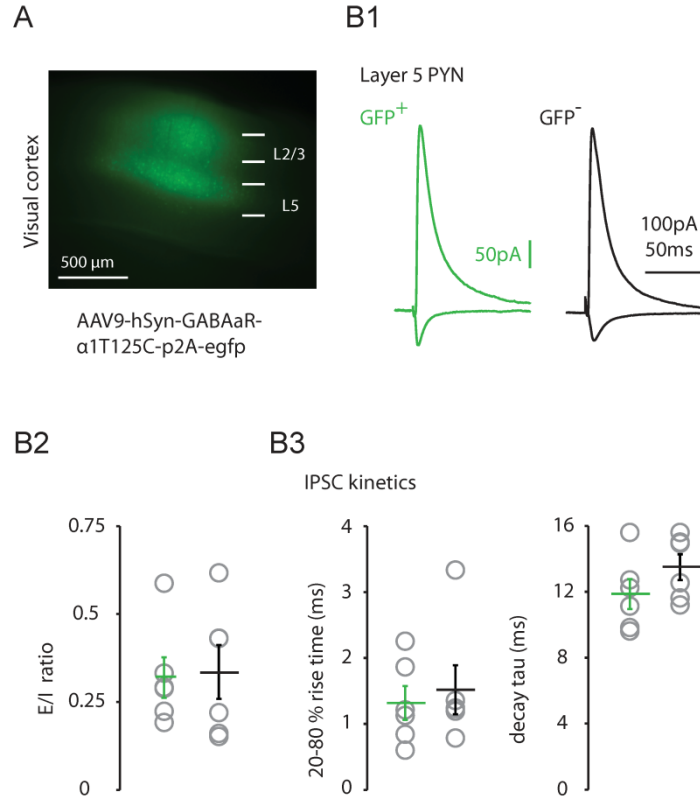 A
Visual cortex
L2/3
L5
500 μm
AAV9-hSyn-GABAaR-
α1T125C-p2A-egfp
B1
Layer 5 PYN
GFP+
GFP-
50pA
100pA
50ms
B2
E/I ratio
0.75
0.5
0.25
0
B3
IPSC kinetics
20-80 % rise time (ms)
4
3
2
1
0
decay tau (ms)
16
12
8
4
0